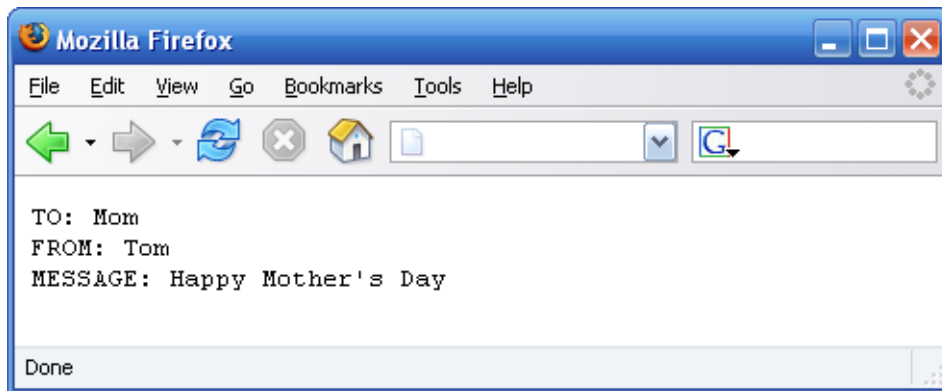 Mozilla Firefox
File Edit View Go Bookmarks Tools Help
G
TO: Mom
FROM: Tom
MESSAGE: Happy Mother's Day
Done